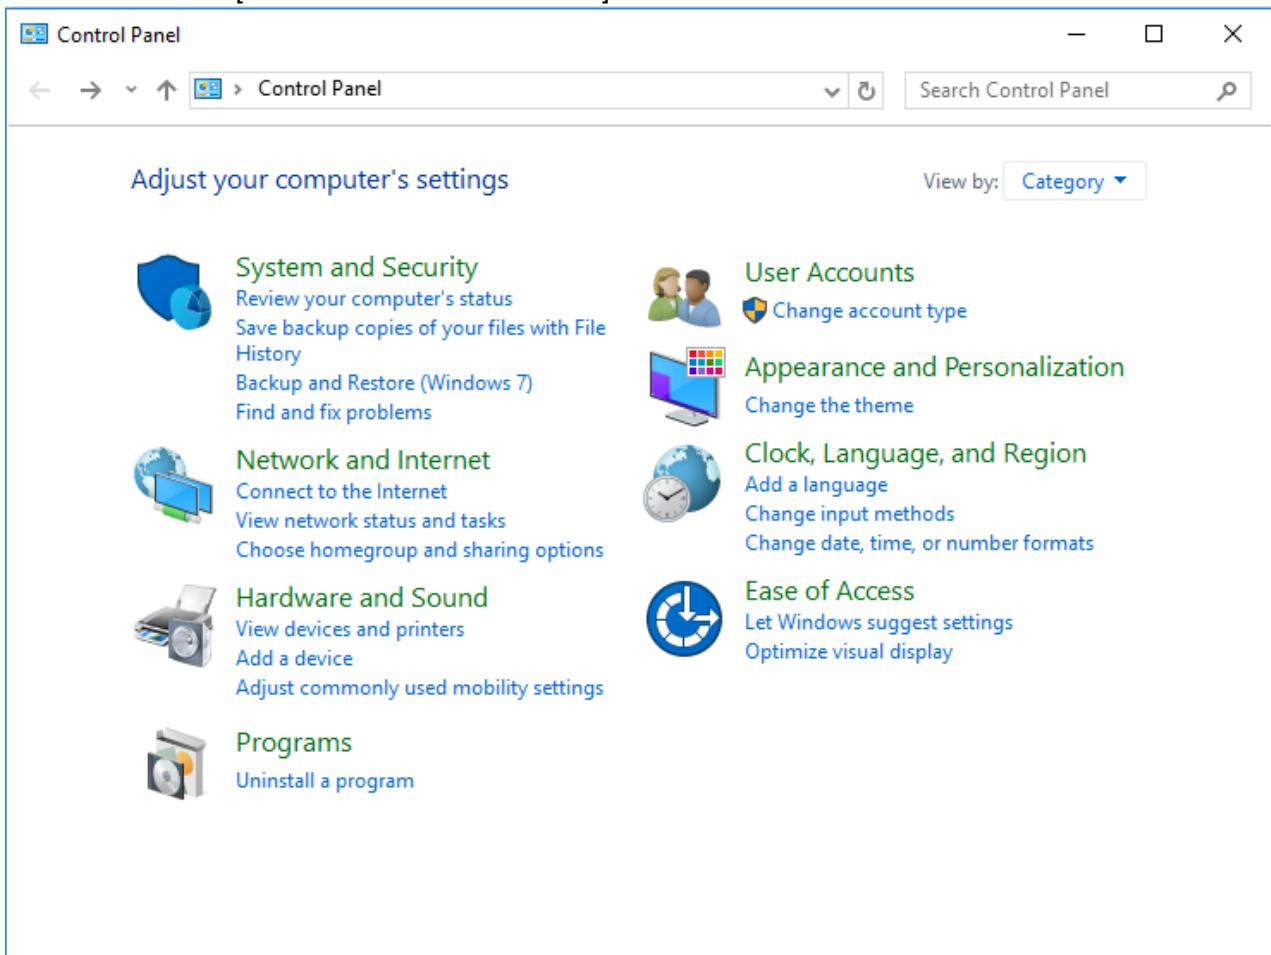 Control Panel
Control Panel
Search Control Panel
Adjust your computer's settings
View by: Category
System and Security
Review your computer's status
Save backup copies of your files with File
History
Backup and Restore (Windows 7)
Find and fix problems
Network and Internet
Connect to the Internet
View network status and tasks
Choose homegroup and sharing options
Hardware and Sound
View devices and printers
Add a device
Adjust commonly used mobility settings
Programs
Uninstall a program
User Accounts
Change account type
Appearance and Personalization
Change the theme
Clock, Language, and Region
Add a language
Change input methods
Change date, time, or number formats
Ease of Access
Let Windows suggest settings
Optimize visual display